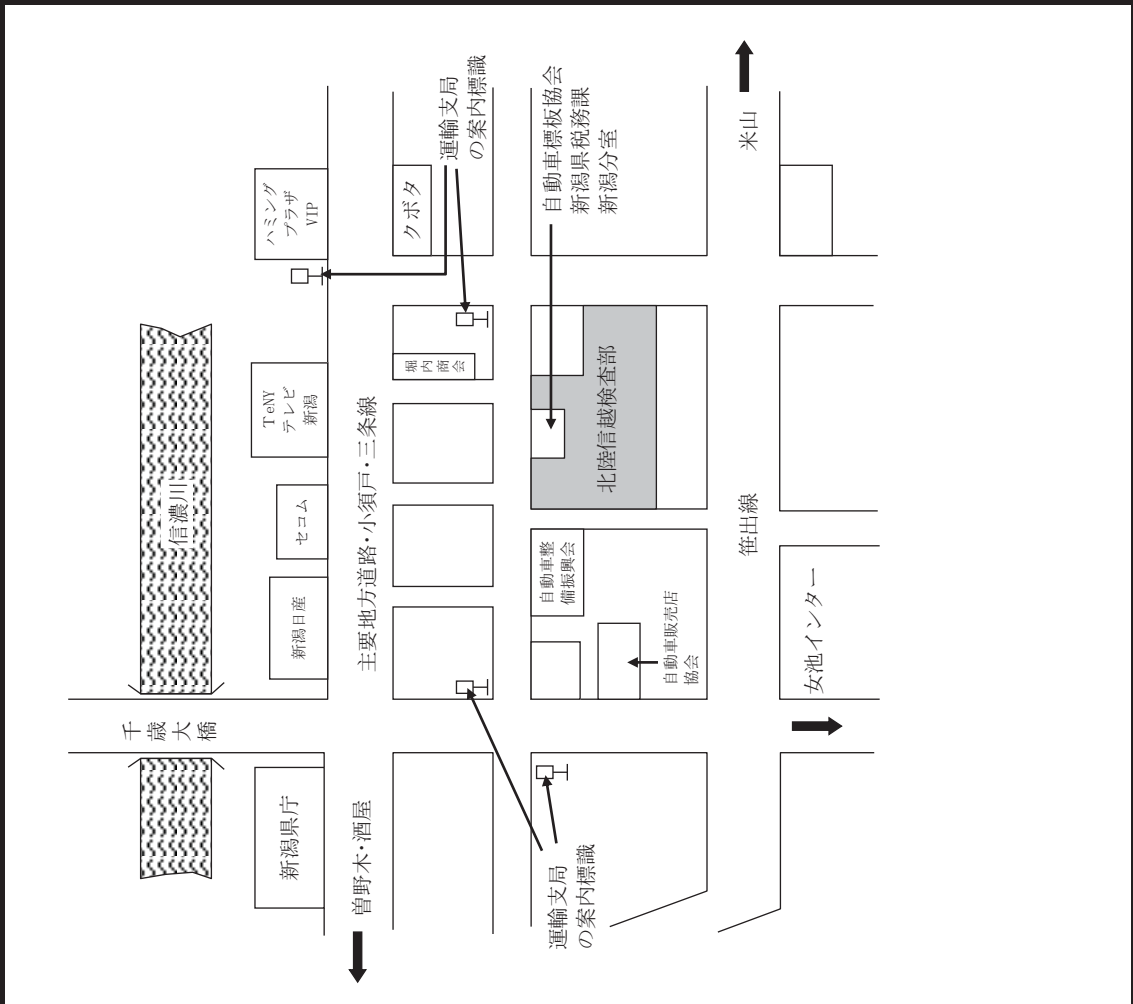 運輸支局
の案内標識
自動車標板協会
新潟県税務課
新潟分室
米山
ハミング
プラザ
VIP
クボタ
堀内
商会
TeNY
テレビ
新潟
主要地方道路・小須戸・三条線
北陸信越検査部
信濃川
セコム
笹出線
新潟日産
自動車整
備振興会
自動車販売店
協会
女池インター
千歳大橋
新潟県庁
曽野木・酒屋
運輸支局
の案内標識